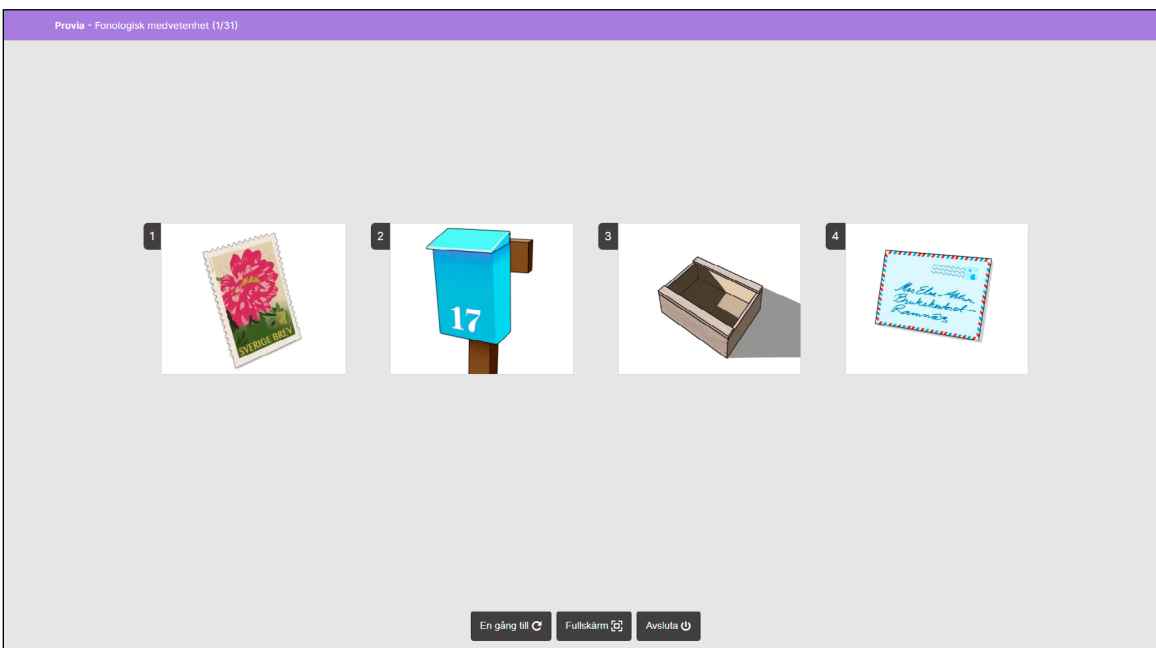 Provia - Fonologisk medvetenhet (1/31)
1
2
3
4
SVERIGE BREV
17
En gång till
Fullskärm
Avsluta